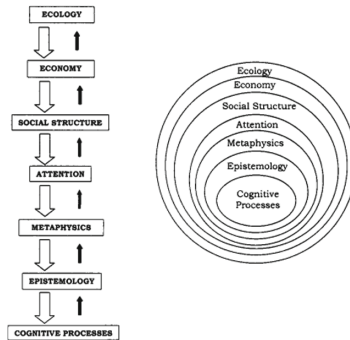 ECOLOGY
ECONOMY
SOCIAL STRUCTURE
ATTENTION
METAPHYSICS
EPISTEMOLOGY
COGNITIVE PROCESSES
Ecology
Economy
Social Structure
Attention
Metaphysics
Epistemology
Cognitive
Processes